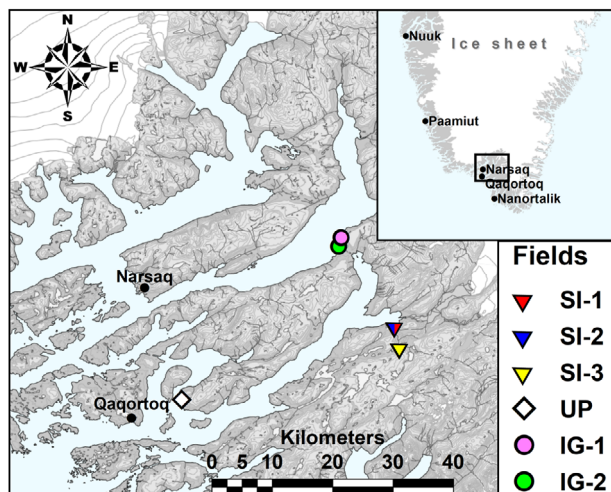 N
W E
S
Nuuk
Ice sheet
Paamiut
Narsaq
Qaqortoq
Nanortalik
Narsaq
Qaqortoq
Kilometers
0 5 10 20 30 40
Fields
SI-1
SI-2
SI-3
UP
IG-1
IG-2